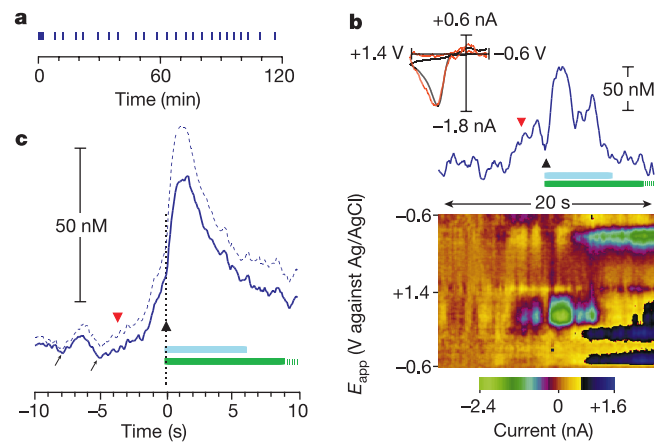 a
0 60 120
Time (min)
b
+0.6 nA
+1.4 V
−0.6 V
−1.8 nA
50 nM
20 s
−0.6
+1.4
−0.6
E app (V against Ag/AgCl)
−2.4 0 +1.6
Current (nA)
c
50 nM
−10 −5 0 5 10
Time (s)